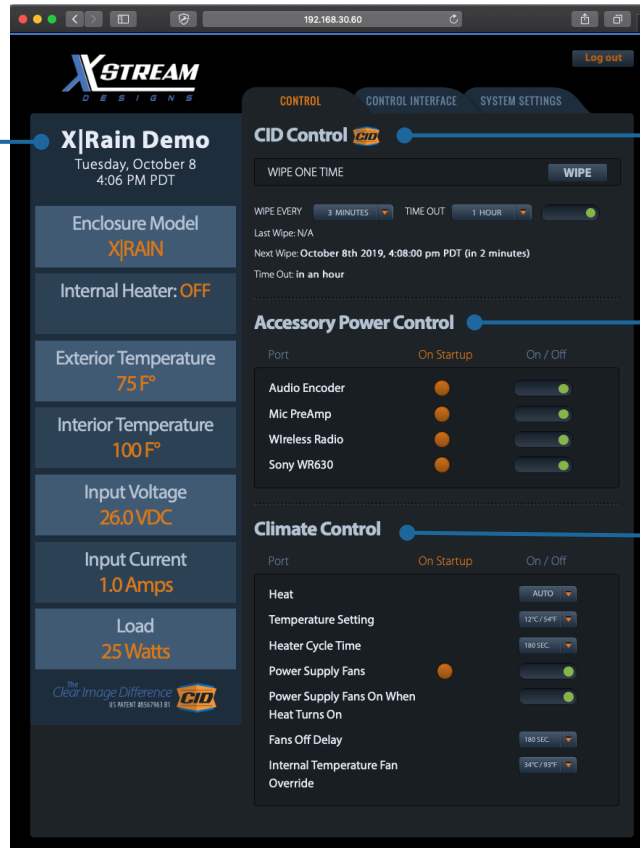 192.168.30.60
XSTREAM
DESIGNS
Log out
CONTROL
CONTROL INTERFACE
SYSTEM SETTINGS
X|Rain Demo
Tuesday, October 8
4:06 PM PDT
Enclosure Model
X|RAIN
Internal Heater: OFF
Exterior Temperature
75 F°
Interior Temperature
100 F°
Input Voltage
26.0 VDC
Input Current
1.0 Amps
Load
25 Watts
The
Clear Image Difference CID
US PATENT #8567963 B1
CID Control CID
WIPE ONE TIME WIPE
WIPE EVERY 3 MINUTES TIME OUT 1 HOUR
Last Wipe: N/A
Next Wipe: October 8th 2019, 4:08:00 pm PDT (in 2 minutes)
Time Out: in an hour
Accessory Power Control
Port On Startup On / Off
Audio Encoder
Mic PreAmp
WIreless Radio
Sony WR630
Climate Control
Port On Startup On / Off
Heat AUTO
Temperature Setting 12°C / 54°F
Heater Cycle Time 180 SEC.
Power Supply Fans
Power Supply Fans On When
Heat Turns On
Fans Off Delay 180 SEC.
Internal Temperature Fan 34°C / 93°F
Override